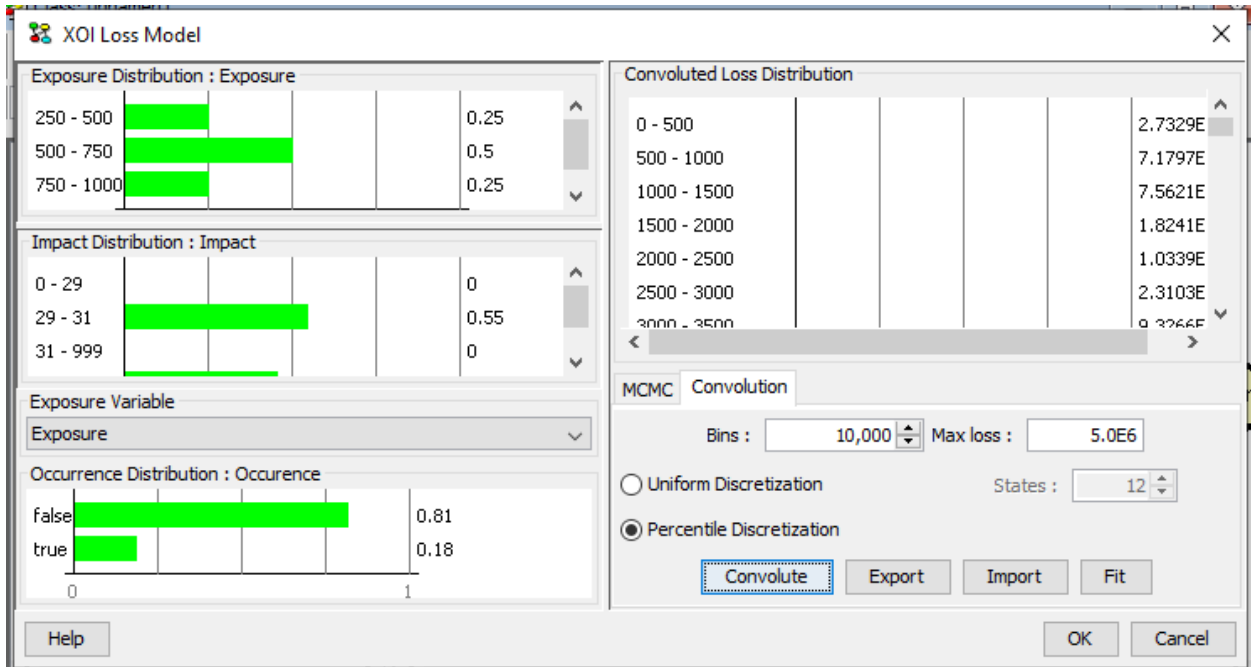 XOI Loss Model
Exposure Distribution : Exposure
250 - 500 0.25
500 - 750 0.5
750 - 1000 0.25
Impact Distribution : Impact
0 - 29 0
29 - 31 0.55
31 - 999 0
Exposure Variable
Exposure
Occurrence Distribution : Occurence
false 0.81
true 0.18
0 1
Help
Convoluted Loss Distribution
0 - 500 2.7329E
500 - 1000 7.1797E
1000 - 1500 7.5621E
1500 - 2000 1.8241E
2000 - 2500 1.0339E
2500 - 3000 2.3103E
3000 - 3500 9.3266E
MCMC Convolution
Bins : 10,000 Max loss : 5.0E6
Uniform Discretization States : 12
Percentile Discretization
Convolute Export Import Fit
OK Cancel